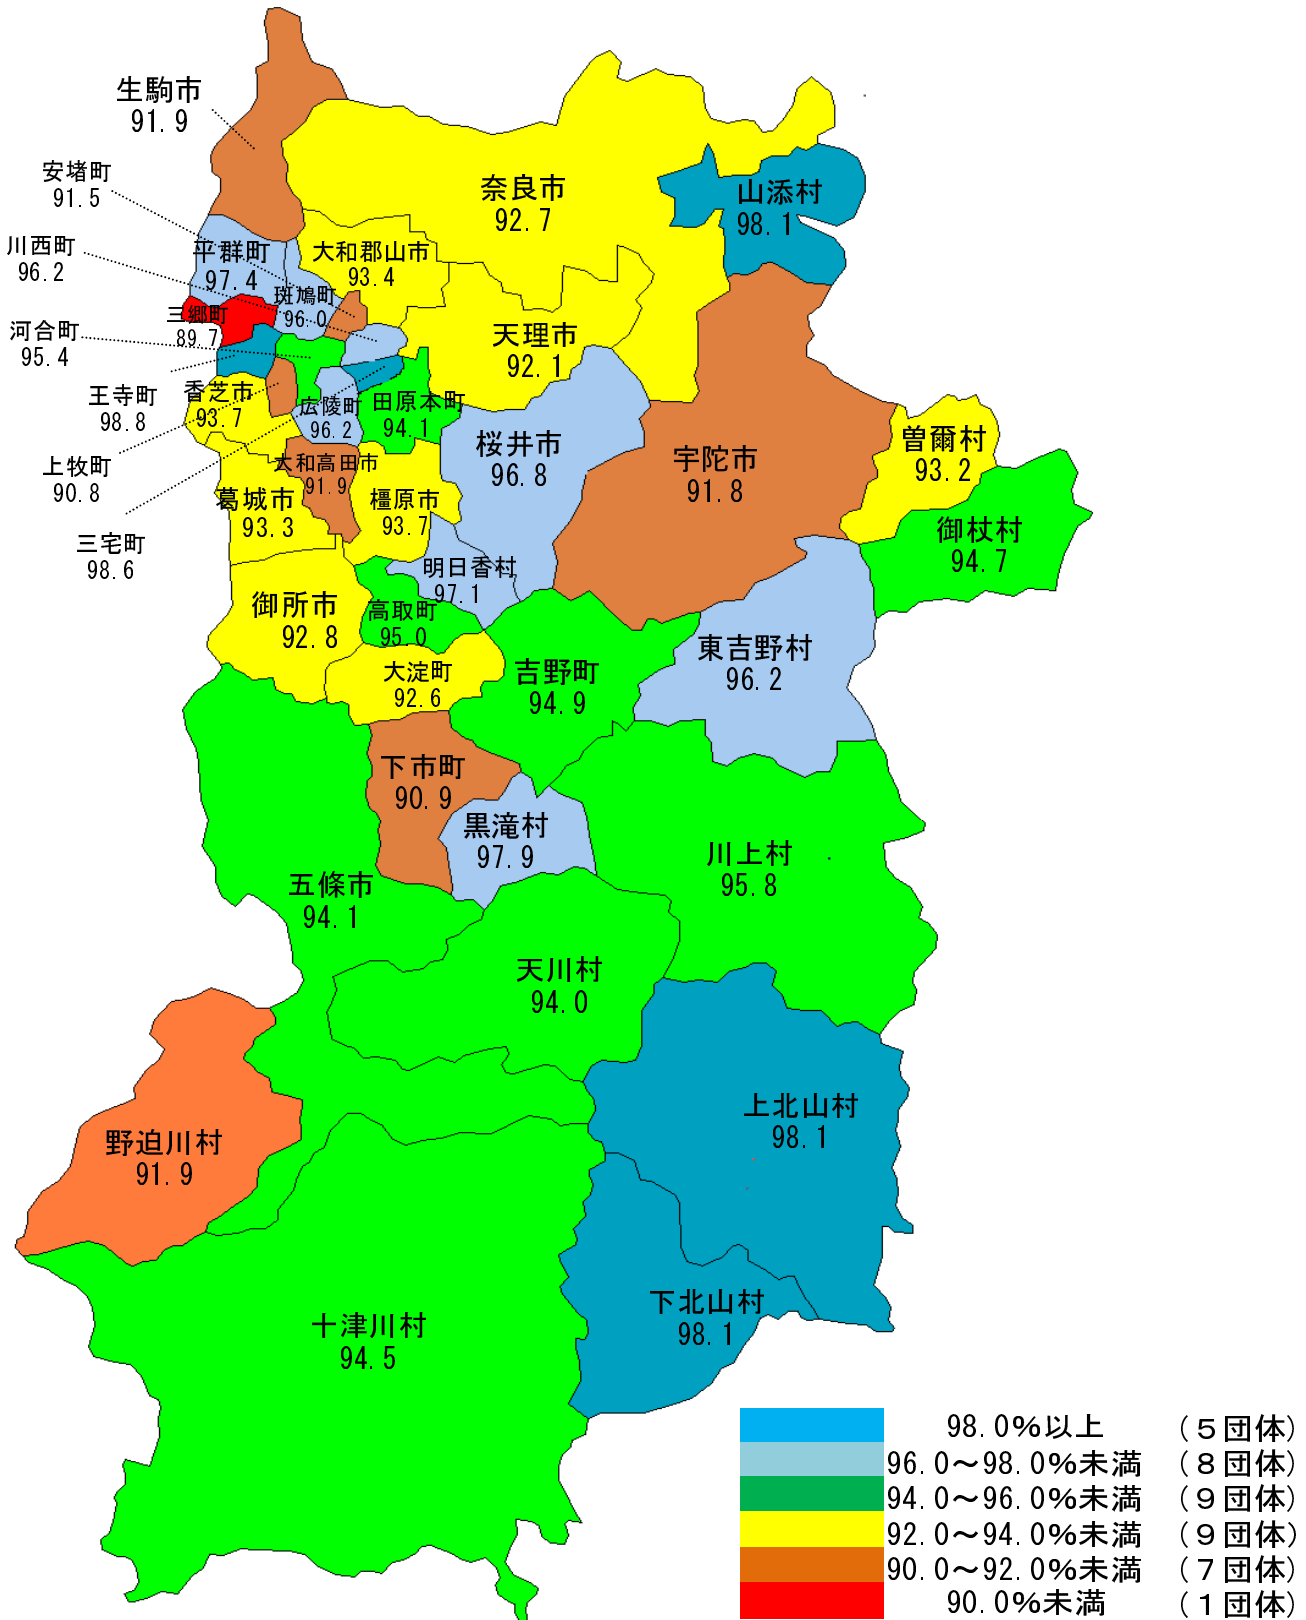 生駒市
91.9
安堵町
91.5
川西町
96.2
河合町
95.4
王寺町
98.8
上牧町
90.8
三宅町
98.6
奈良市
92.7
山添村
98.1
平群町
97.4
大和郡山市
93.4
斑鳩町
96.0
三郷町
89.7
天理市
92.1
香芝市
93.7
広陵町
96.2
田原本町
94.1
桜井市
96.8
宇陀市
91.8
曽爾村
93.2
御杖村
94.7
大和高田市
91.9
葛城市
93.3
橿原市
93.7
明日香村
97.1
御所市
92.8
高取町
95.0
大淀町
92.6
吉野町
94.9
東吉野村
96.2
下市町
90.9
黒滝村
97.9
川上村
95.8
五條市
94.1
天川村
94.0
野迫川村
91.9
上北山村
98.1
下北山村
98.1
十津川村
94.5
98.0%以上 (5団体)
96.0～98.0%未満 (8団体)
94.0～96.0%未満 (9団体)
92.0～94.0%未満 (9団体)
90.0～92.0%未満 (7団体)
90.0%未満 (1団体)